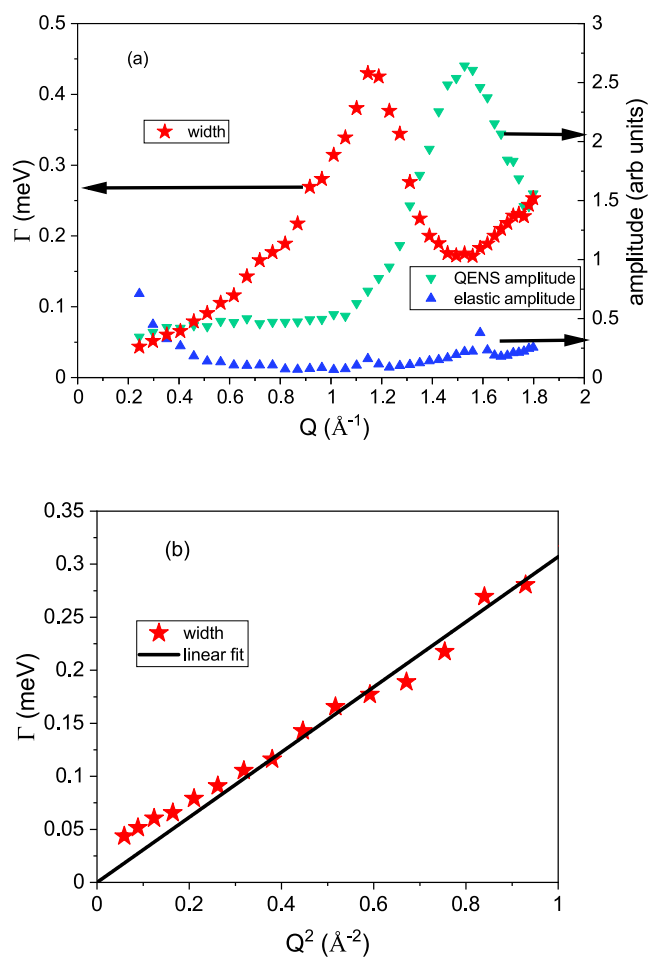 (a)
Γ (meV)
0.5
0.4
0.3
0.2
0.1
0
width
QENS amplitude
elastic amplitude
3
2.5
2
1.5
1
0.5
0
amplitude (arb units)
0 0.2 0.4 0.6 0.8 1 1.2 1.4 1.6 1.8 2
Q (Å⁻¹)
(b)
Γ (meV)
0.35
0.3
0.25
0.2
0.15
0.1
0.05
0
width
linear fit
0 0.2 0.4 0.6 0.8 1
Q² (Å⁻²)